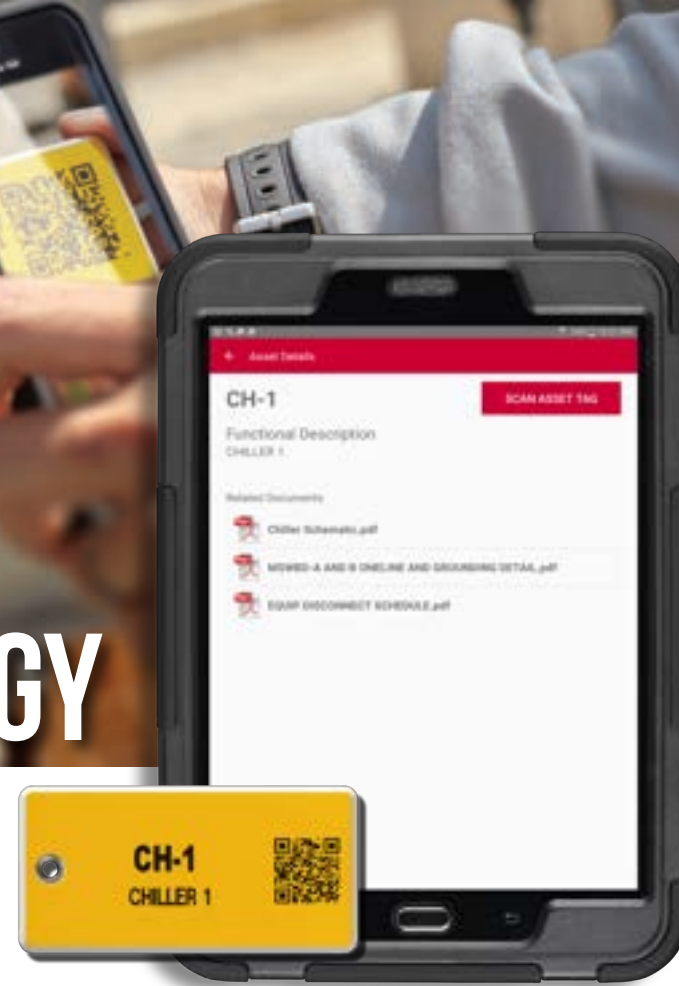 Asset Details
CH-1
SCAN ASSET TAG
Functional Description
CHILLER 1
Related Documents
Chiller Schematic.pdf
MSWBD-A AND B ONELINE AND GROUNDING DETAIL.pdf
EQUIP DISCONNECT SCHEDULE.pdf
GY
CH-1
CHILLER 1